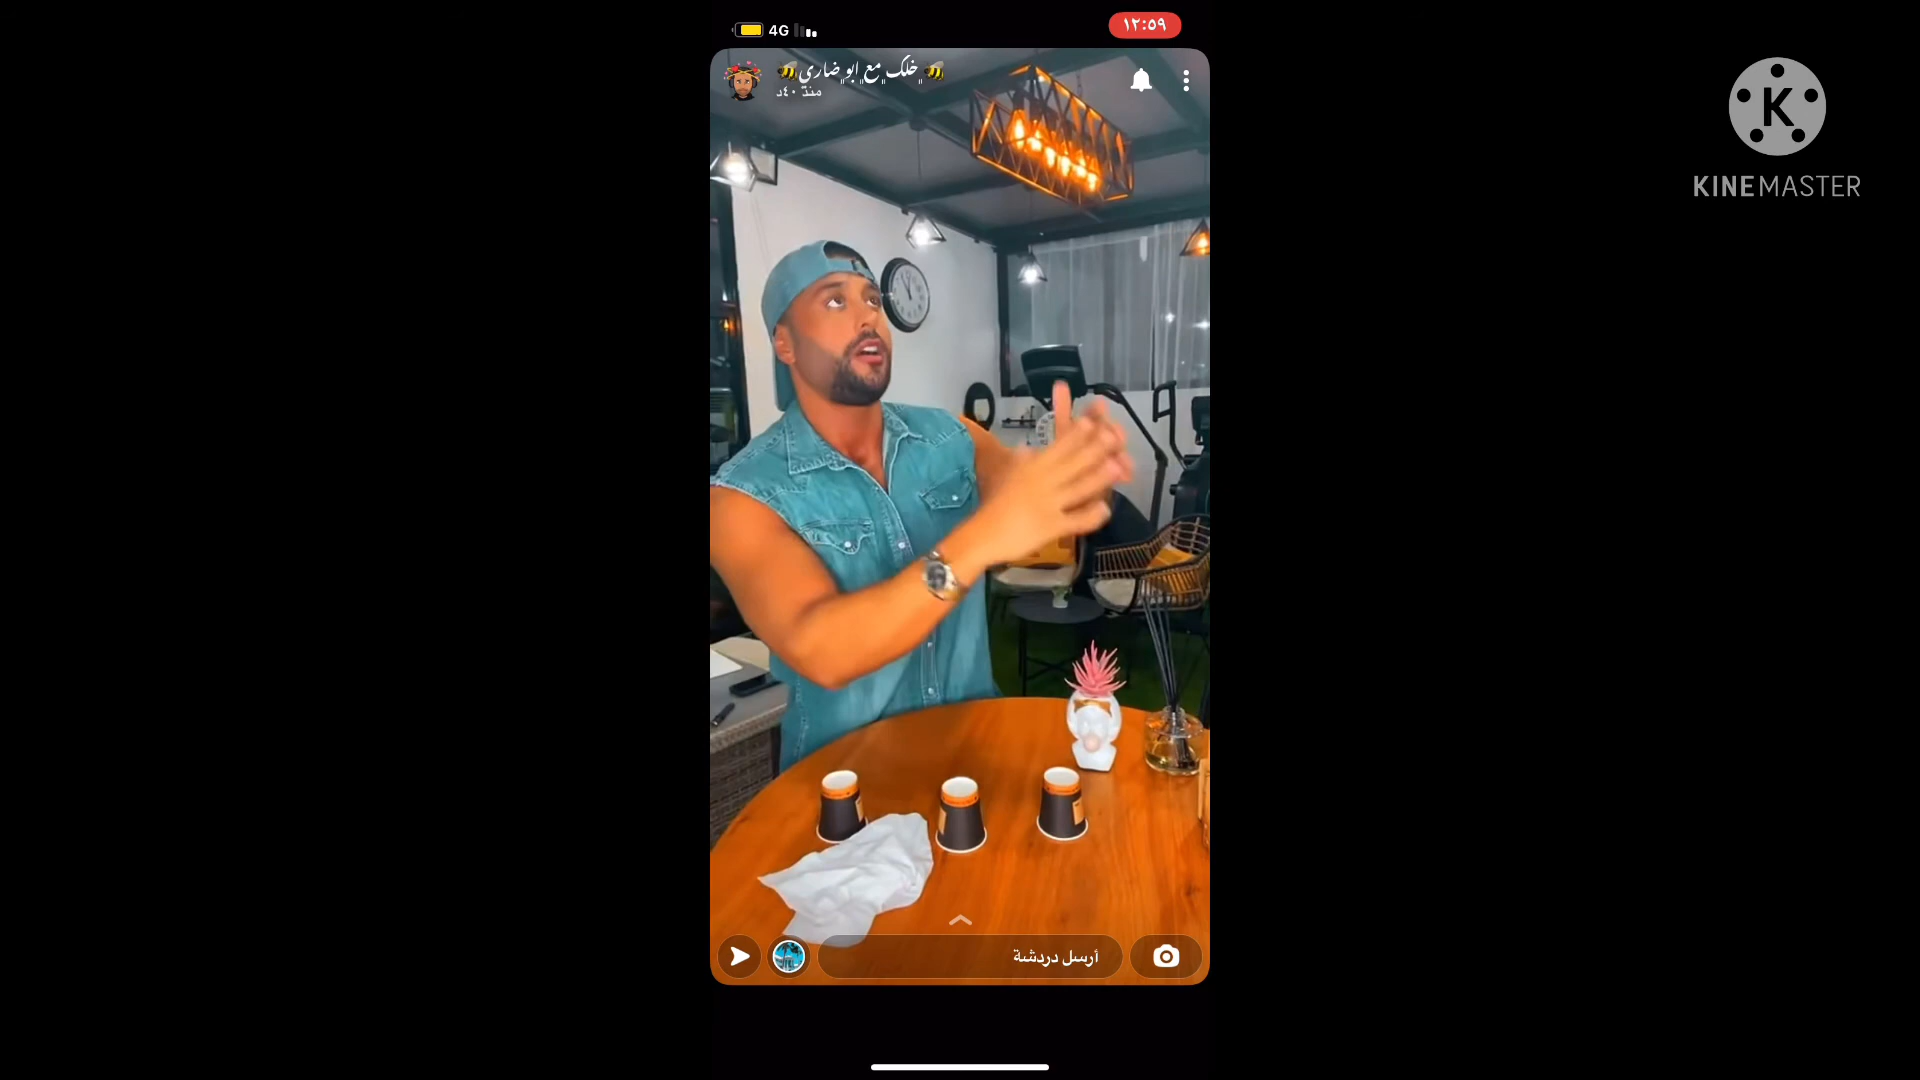 4G
١٢:٥٩
خلك مع ابو ضاري
منذ ٤٠د
KINEMASTER
أرسل دردشة